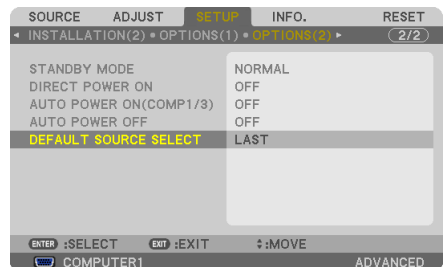 SOURCE ADJUST SETUP INFO. RESET
INSTALLATION(2) • OPTIONS(1) • OPTIONS(2) 2/2
STANDBY MODE NORMAL
DIRECT POWER ON OFF
AUTO POWER ON(COMP1/3) OFF
AUTO POWER OFF OFF
DEFAULT SOURCE SELECT LAST
ENTER :SELECT EXIT :EXIT :MOVE
COMPUTER1 ADVANCED